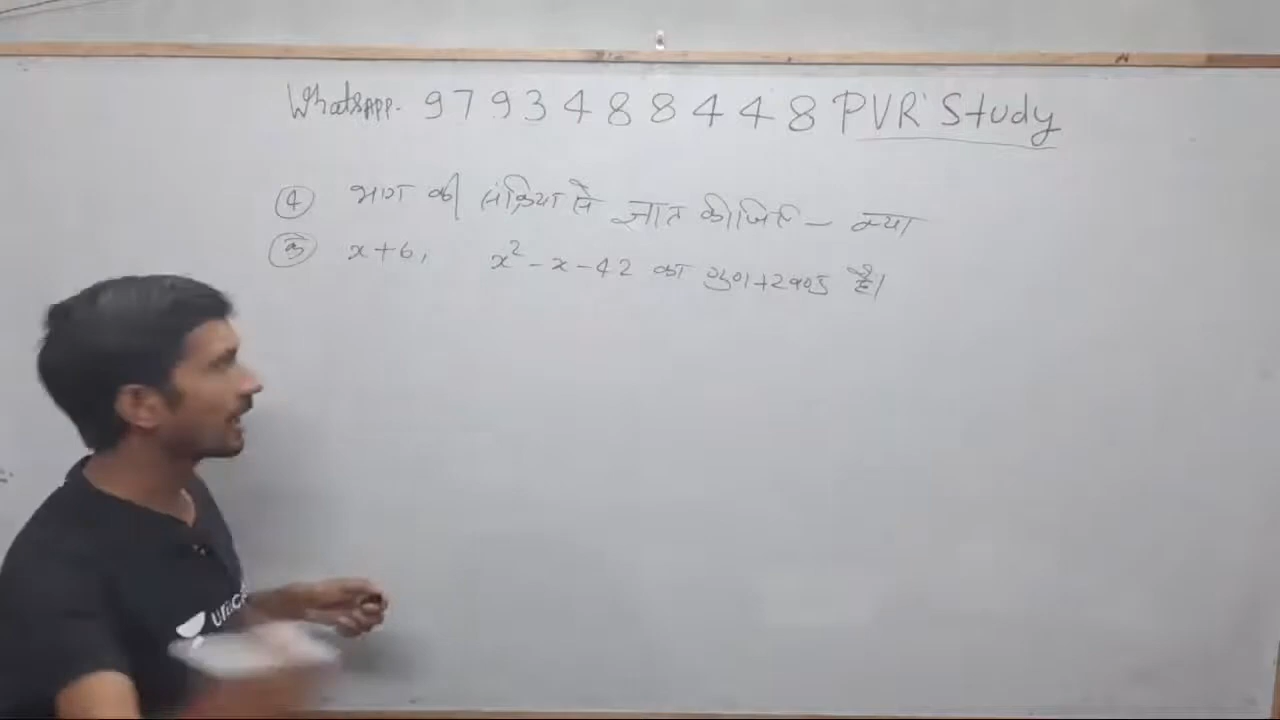 Whatsapp. 9793488448 PVR Study
④ भाग की संक्रिया से ज्ञात कीजिए – क्या
(क) x+6, x² - x - 42 का गुणनखण्ड है।